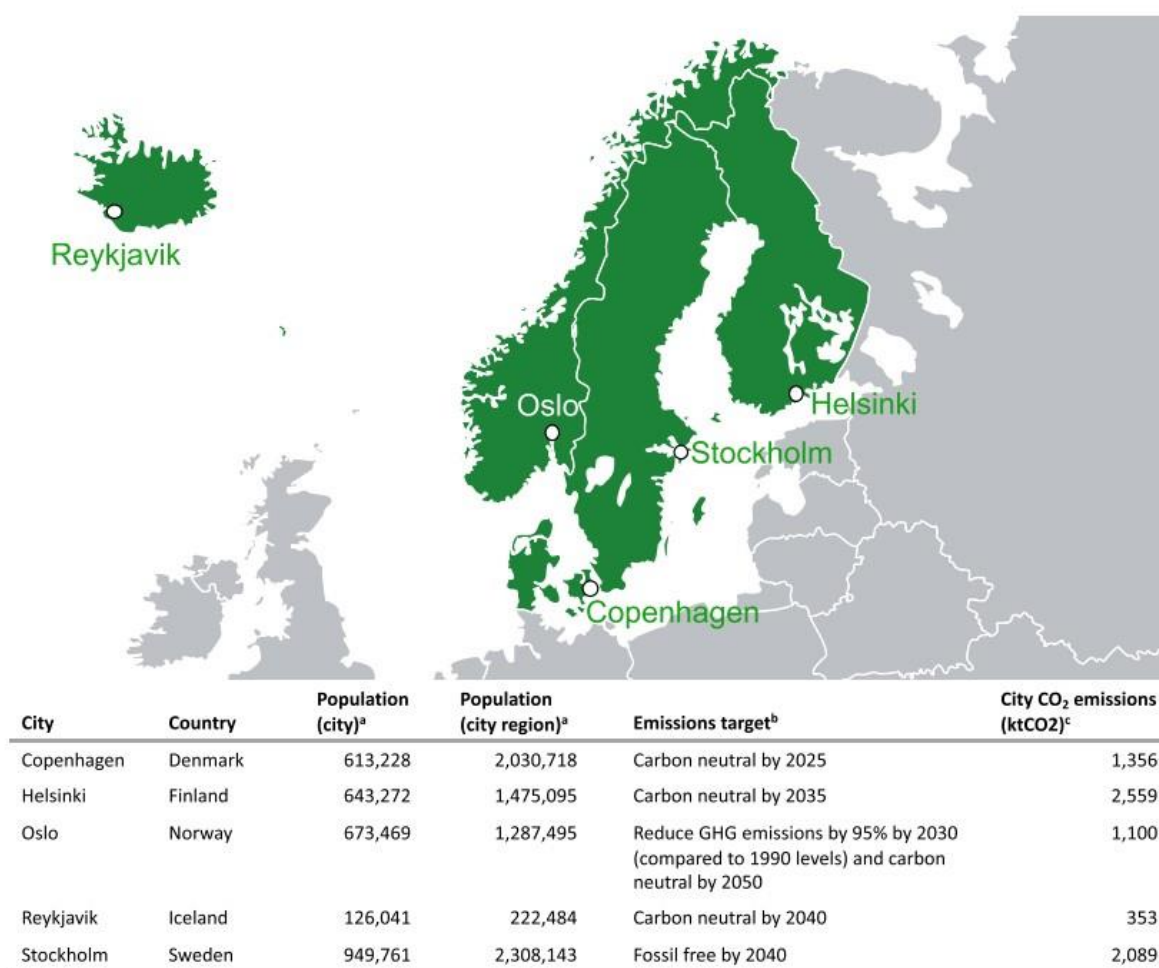 Reykjavik
Oslo
Helsinki
Stockholm
Copenhagen
City Country Population (city)ᵃ Population (city region)ᵃ Emissions targetᵇ City CO₂ emissions (ktCO2)ᶜ
Copenhagen Denmark 613,228 2,030,718 Carbon neutral by 2025 1,356
Helsinki Finland 643,272 1,475,095 Carbon neutral by 2035 2,559
Oslo Norway 673,469 1,287,495 Reduce GHG emissions by 95% by 2030 1,100
(compared to 1990 levels) and carbon
neutral by 2050
Reykjavik Iceland 126,041 222,484 Carbon neutral by 2040 353
Stockholm Sweden 949,761 2,308,143 Fossil free by 2040 2,089